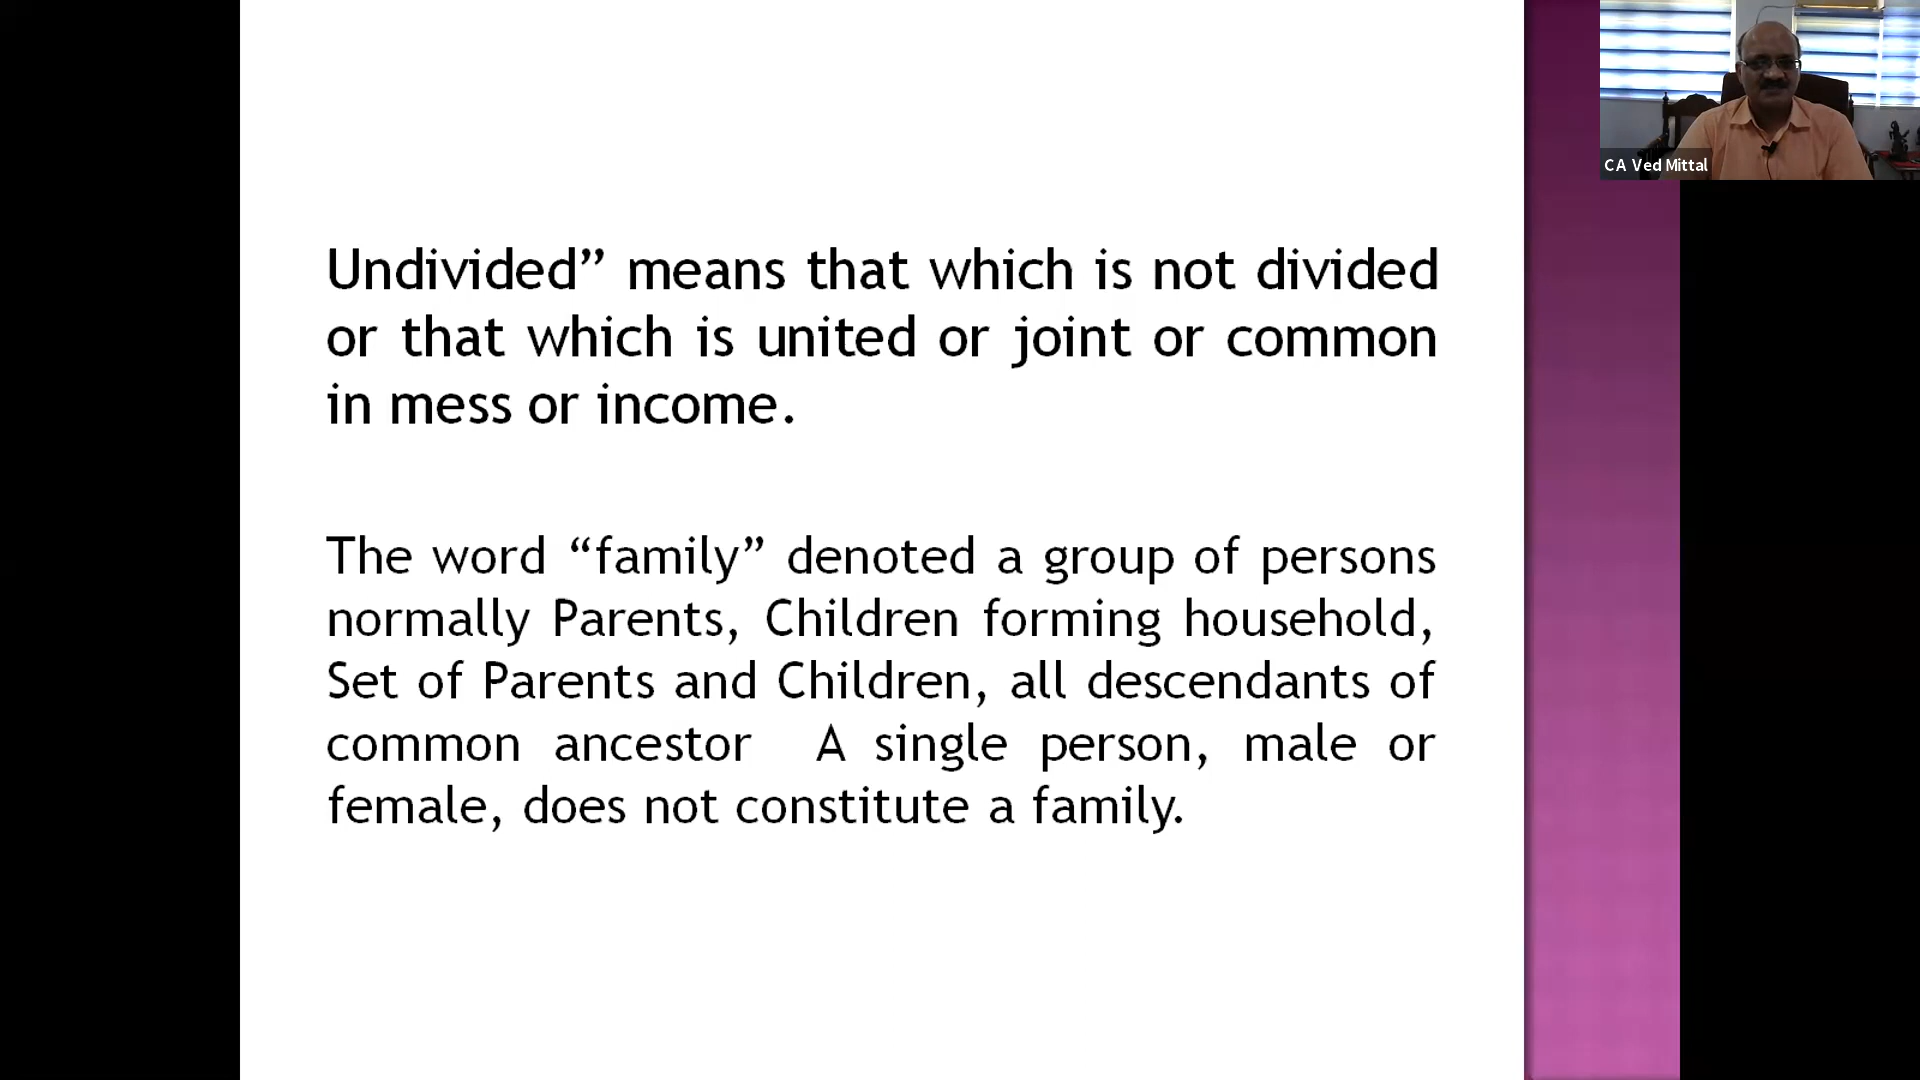 Undivided” means that which is not divided
or that which is united or joint or common
in mess or income.
The word “family” denoted a group of persons
normally Parents, Children forming household,
Set of Parents and Children, all descendants of
common ancestor A single person, male or
female, does not constitute a family.
CA Ved Mittal